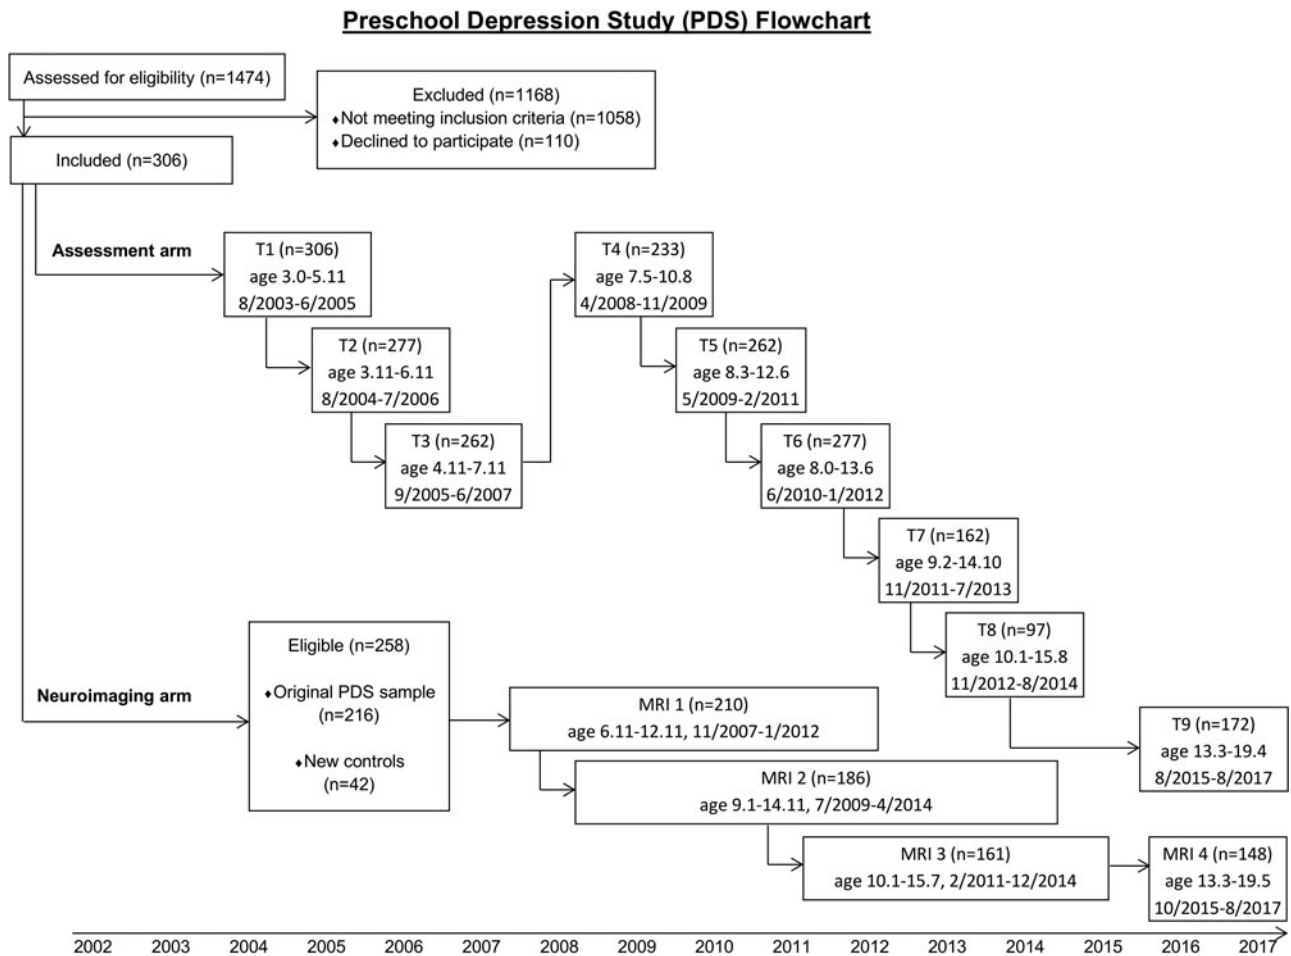 Preschool Depression Study (PDS) Flowchart
Assessed for eligibility (n=1474)
Excluded (n=1168)
♦Not meeting inclusion criteria (n=1058)
♦Declined to participate (n=110)
Included (n=306)
Assessment arm
T1 (n=306)
age 3.0-5.11
8/2003-6/2005
T2 (n=277)
age 3.11-6.11
8/2004-7/2006
T3 (n=262)
age 4.11-7.11
9/2005-6/2007
T4 (n=233)
age 7.5-10.8
4/2008-11/2009
T5 (n=262)
age 8.3-12.6
5/2009-2/2011
T6 (n=277)
age 8.0-13.6
6/2010-1/2012
T7 (n=162)
age 9.2-14.10
11/2011-7/2013
T8 (n=97)
age 10.1-15.8
11/2012-8/2014
T9 (n=172)
age 13.3-19.4
8/2015-8/2017
Neuroimaging arm
Eligible (n=258)
♦Original PDS sample
(n=216)
♦New controls
(n=42)
MRI 1 (n=210)
age 6.11-12.11, 11/2007-1/2012
MRI 2 (n=186)
age 9.1-14.11, 7/2009-4/2014
MRI 3 (n=161)
age 10.1-15.7, 2/2011-12/2014
MRI 4 (n=148)
age 13.3-19.5
10/2015-8/2017
2002 2003 2004 2005 2006 2007 2008 2009 2010 2011 2012 2013 2014 2015 2016 2017